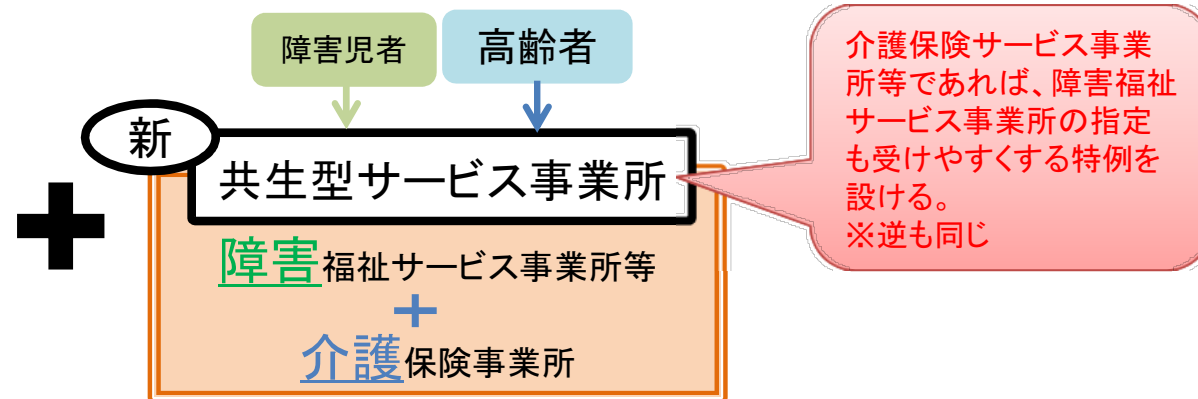 障害児者
高齢者
新
共生型サービス事業所
障害福祉サービス事業所等
+
介護保険事業所
+
介護保険サービス事業
所等であれば、障害福祉
サービス事業所の指定
も受けやすくする特例を
設ける。
※逆も同じ